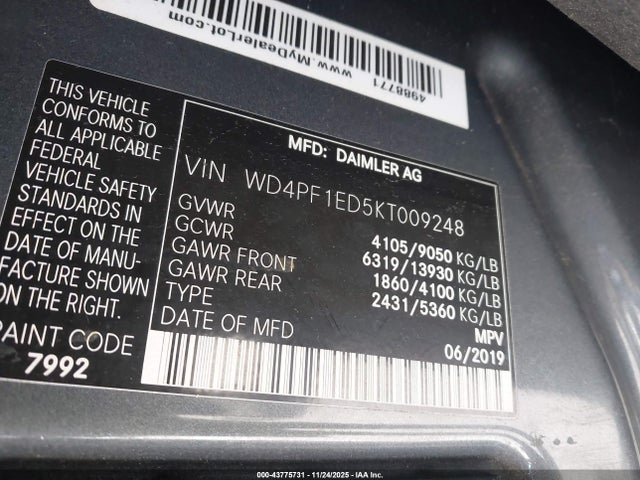 www.MyDealerLot.com
4988771
THIS VEHICLE
CONFORMS TO
ALL APPLICABLE
FEDERAL
VEHICLE SAFETY
STANDARDS IN
EFFECT ON THE
DATE OF MANU-
FACTURE SHOWN
ON THE RIGHT.
PAINT CODE
7992
MFD: DAIMLER AG
VIN WD4PF1ED5KT009248
GVWR 4105/9050 KG/LB
GCWR 6319/13930 KG/LB
GAWR FRONT 1860/4100 KG/LB
GAWR REAR 2431/5360 KG/LB
TYPE MPV
DATE OF MFD 06/2019
000-43775731 - 11/24/2025 - IAA Inc.